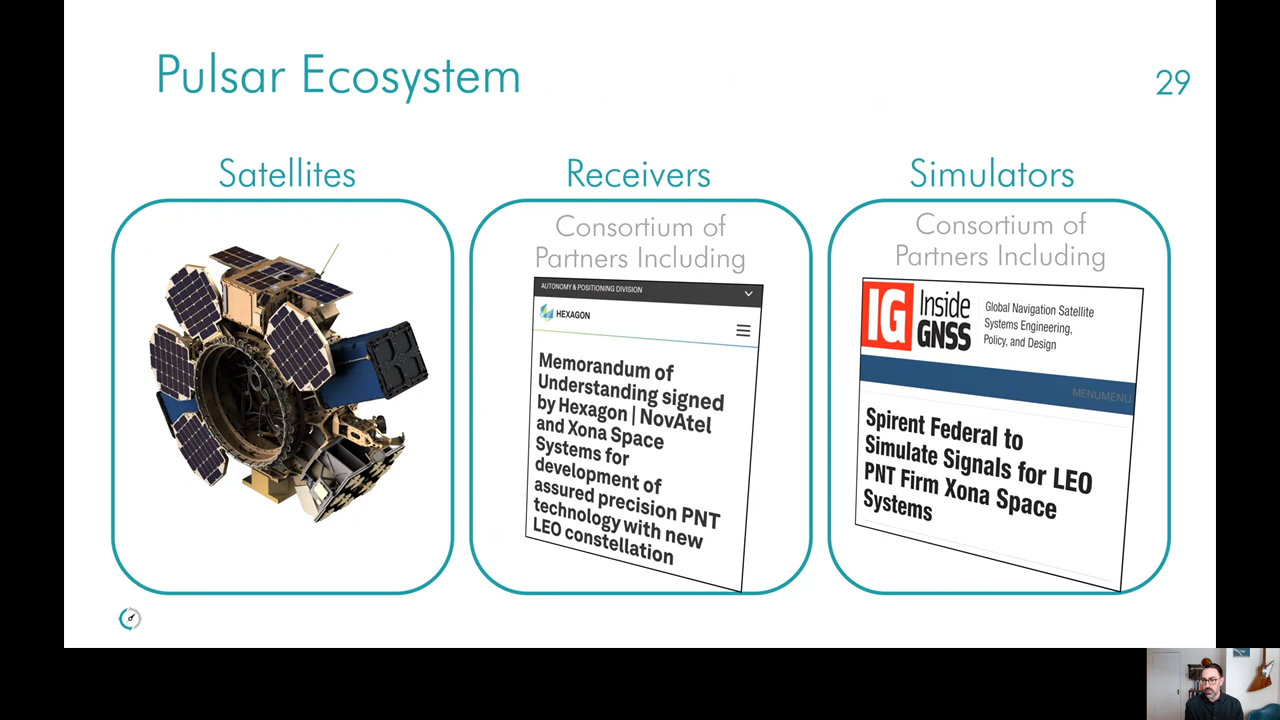 Pulsar Ecosystem
29
Satellites
Receivers
Consortium of
Partners Including
AUTONOMY & POSITIONING DIVISION
HEXAGON
Memorandum of
Understanding signed
by Hexagon | NovAtel
and Xona Space
Systems for
development of
assured precision PNT
technology with new
LEO constellation
Simulators
Consortium of
Partners Including
IG Inside
GNSS
Global Navigation Satellite
Systems Engineering,
Policy, and Design
MENUMENU
Spirent Federal to
Simulate Signals for LEO
PNT Firm Xona Space
Systems